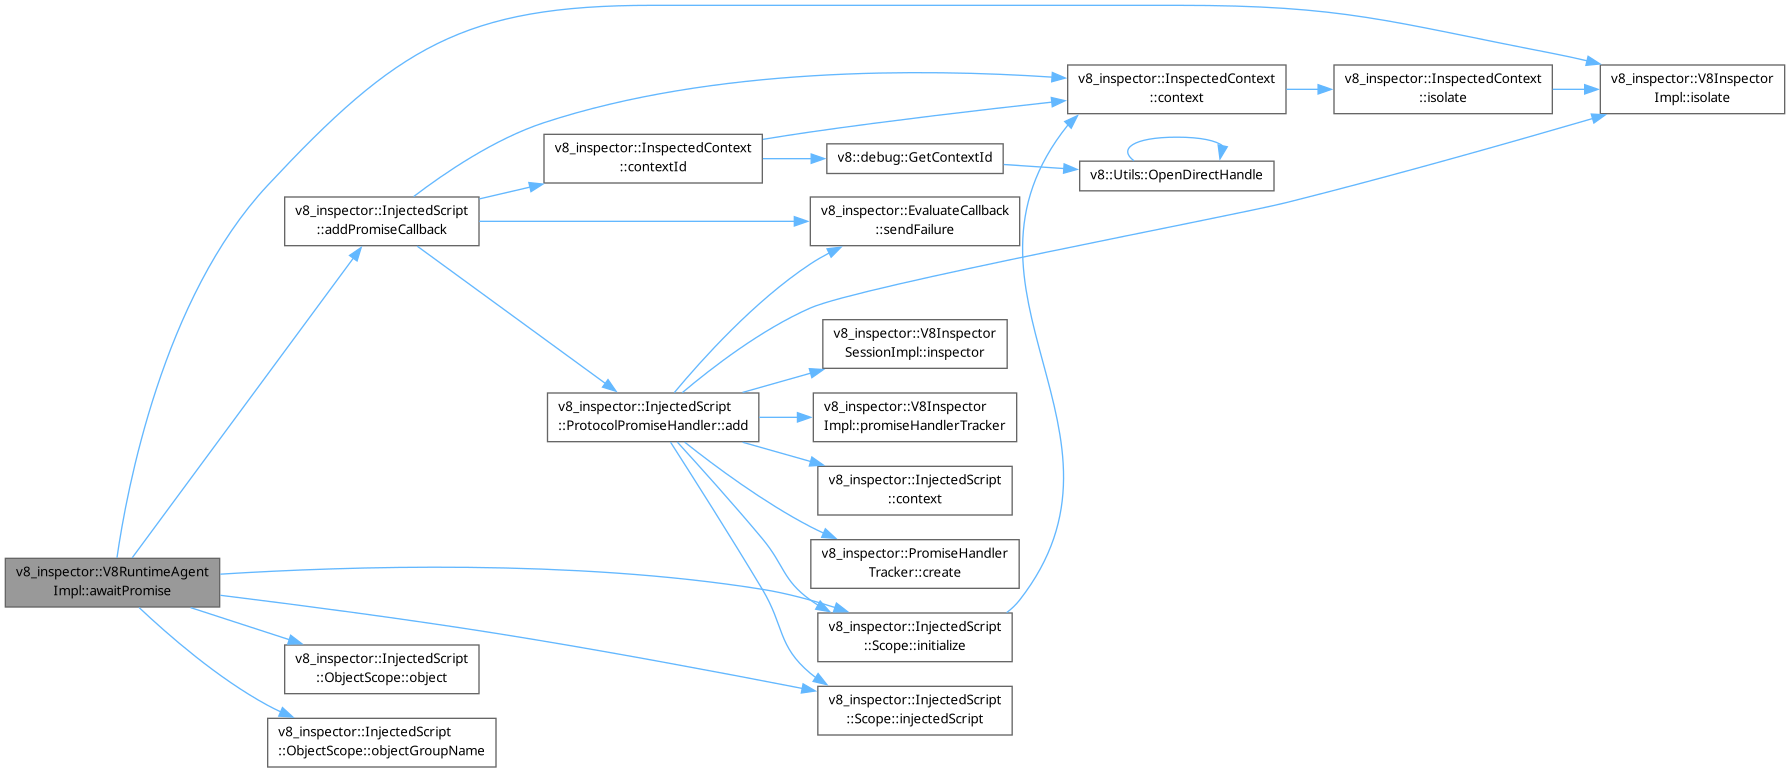 v8_inspector::InspectedContext
::context
v8_inspector::InspectedContext
::isolate
v8_inspector::V8Inspector
Impl::isolate
v8_inspector::InspectedContext
::contextId
v8::debug::GetContextId
v8::Utils::OpenDirectHandle
v8_inspector::InjectedScript
::addPromiseCallback
v8_inspector::EvaluateCallback
::sendFailure
v8_inspector::V8Inspector
SessionImpl::inspector
v8_inspector::InjectedScript
::ProtocolPromiseHandler::add
v8_inspector::V8Inspector
Impl::promiseHandlerTracker
v8_inspector::InjectedScript
::context
v8_inspector::PromiseHandler
Tracker::create
v8_inspector::V8RuntimeAgent
Impl::awaitPromise
v8_inspector::InjectedScript
::Scope::initialize
v8_inspector::InjectedScript
::ObjectScope::object
v8_inspector::InjectedScript
::Scope::injectedScript
v8_inspector::InjectedScript
::ObjectScope::objectGroupName